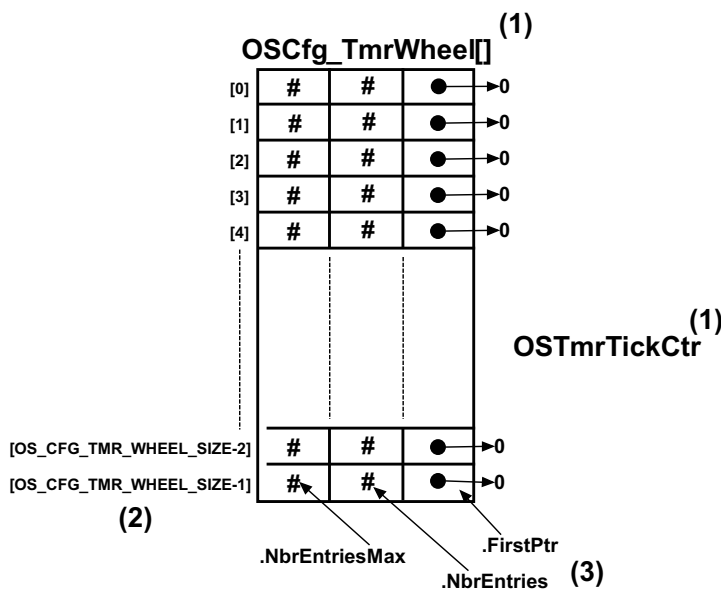 (1)
OSCfg_TmrWheel[]
[0] # # 0
[1] # # 0
[2] # # 0
[3] # # 0
[4] # # 0
(1)
OSTmrTickCtr
[OS_CFG_TMR_WHEEL_SIZE-2] # # 0
[OS_CFG_TMR_WHEEL_SIZE-1] # # 0
(2)
.FirstPtr
.NbrEntriesMax
.NbrEntries (3)